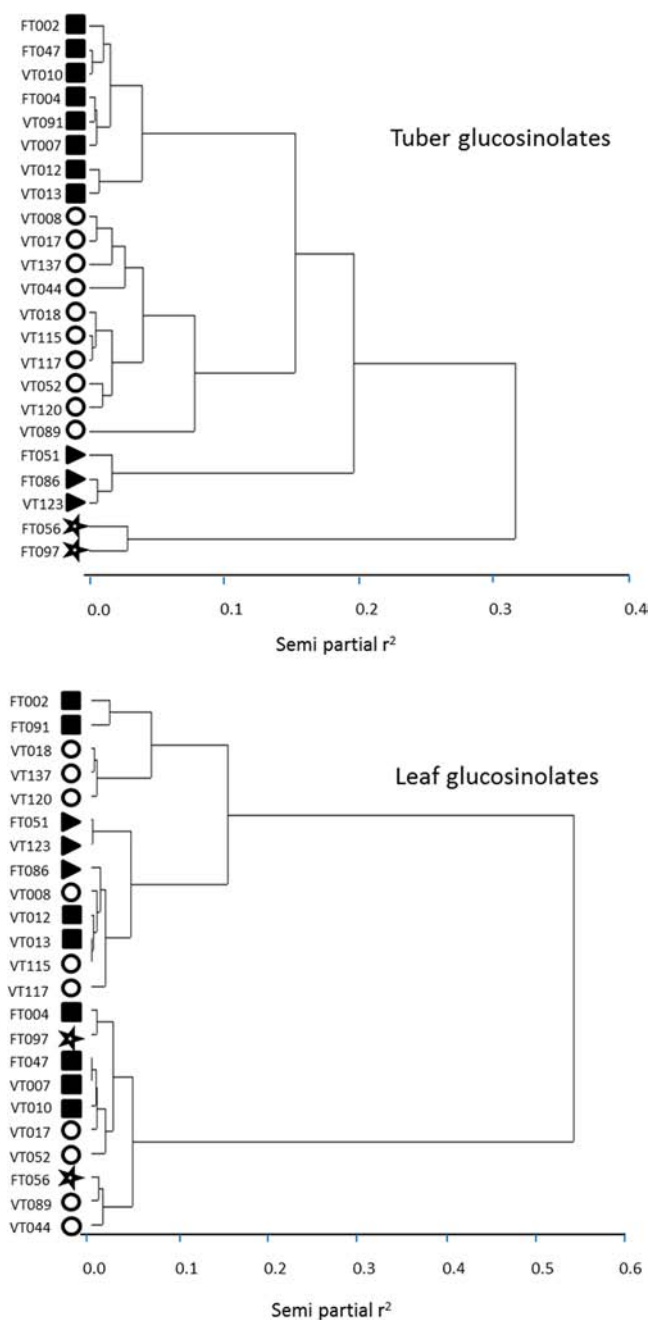 FT002
FT047
VT010
FT004
VT091
VT007
VT012
VT013
VT008
VT017
VT137
VT044
VT018
VT115
VT117
VT052
VT120
VT089
FT051
FT086
VT123
FT056
FT097
Tuber glucosinolates
0.0 0.1 0.2 0.3 0.4
Semi partial r²
FT002
FT091
VT018
VT137
VT120
FT051
VT123
FT086
VT008
VT012
VT013
VT115
VT117
FT004
FT097
FT047
VT007
VT010
VT017
VT052
FT056
VT089
VT044
Leaf glucosinolates
0.0 0.1 0.2 0.3 0.4 0.5 0.6
Semi partial r²